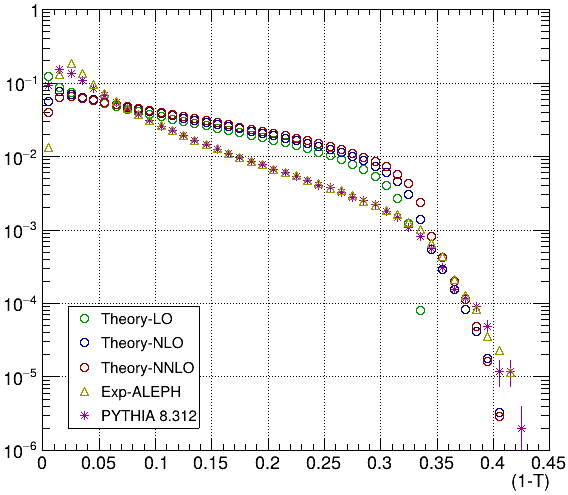 1
10−1
10−2
10−3
10−4
10−5
10−6
Theory-LO
Theory-NLO
Theory-NNLO
Exp-ALEPH
PYTHIA 8.312
0 0.05 0.1 0.15 0.2 0.25 0.3 0.35 0.4 0.45
(1-T)